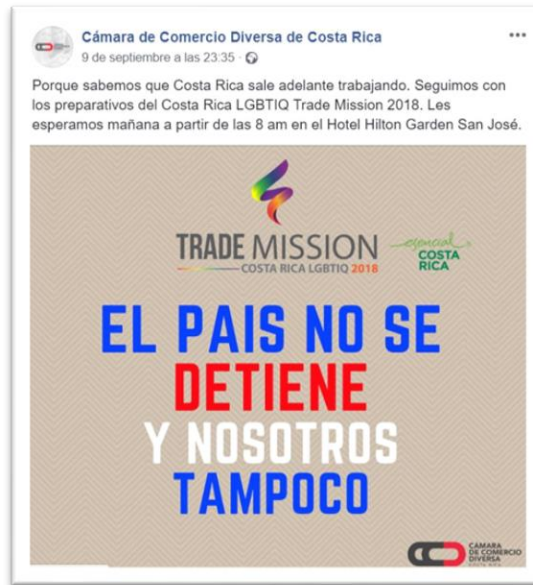 Cámara de Comercio Diversa de Costa Rica
9 de septiembre a las 23:35 ·
Porque sabemos que Costa Rica sale adelante trabajando. Seguimos con
los preparativos del Costa Rica LGBTIQ Trade Mission 2018. Les
esperamos mañana a partir de las 8 am en el Hotel Hilton Garden San José.
TRADE MISSION
COSTA RICA LGBTIQ 2018
esencial
COSTA
RICA
EL PAIS NO SE
DETIENE
Y NOSOTROS
TAMPOCO
CÁMARA
DE COMERCIO
DIVERSA
COSTA RICA